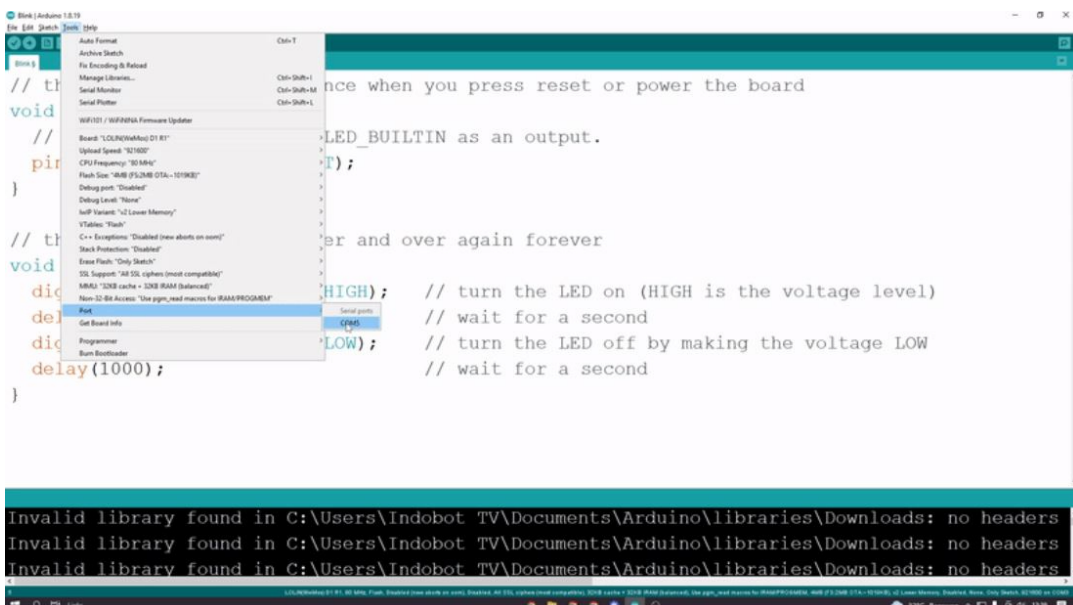 Blink | Arduino 1.8.19
File Edit Sketch Tools Help
Blink §
Auto Format Ctrl+T
Archive Sketch
Fix Encoding & Reload
Manage Libraries... Ctrl+Shift+I
Serial Monitor Ctrl+Shift+M
Serial Plotter Ctrl+Shift+L
WiFi101 / WiFiNINA Firmware Updater
Board: "LOLIN(WeMos) D1 R1"
Upload Speed: "921600"
CPU Frequency: "80 MHz"
Flash Size: "4MB (FS:2MB OTA:~1019KB)"
Debug port: "Disabled"
Debug Level: "None"
lwIP Variant: "v2 Lower Memory"
VTables: "Flash"
C++ Exceptions: "Disabled (new aborts on oom)"
Stack Protection: "Disabled"
Erase Flash: "Only Sketch"
SSL Support: "All SSL ciphers (most compatible)"
MMU: "32KB cache + 32KB IRAM (balanced)"
Non-32-Bit Access: "Use pgm_read macros for IRAM/PROGMEM"
Port
Get Board Info
Programmer
Burn Bootloader
Serial ports
COM5
// th nce when you press reset or power the board
void
// LED_BUILTIN as an output.
pin T);
}
// th er and over again forever
void
dig HIGH); // turn the LED on (HIGH is the voltage level)
del // wait for a second
dig LOW); // turn the LED off by making the voltage LOW
delay(1000); // wait for a second
}
Invalid library found in C:\Users\Indobot TV\Documents\Arduino\libraries\Downloads: no headers
Invalid library found in C:\Users\Indobot TV\Documents\Arduino\libraries\Downloads: no headers
Invalid library found in C:\Users\Indobot TV\Documents\Arduino\libraries\Downloads: no headers